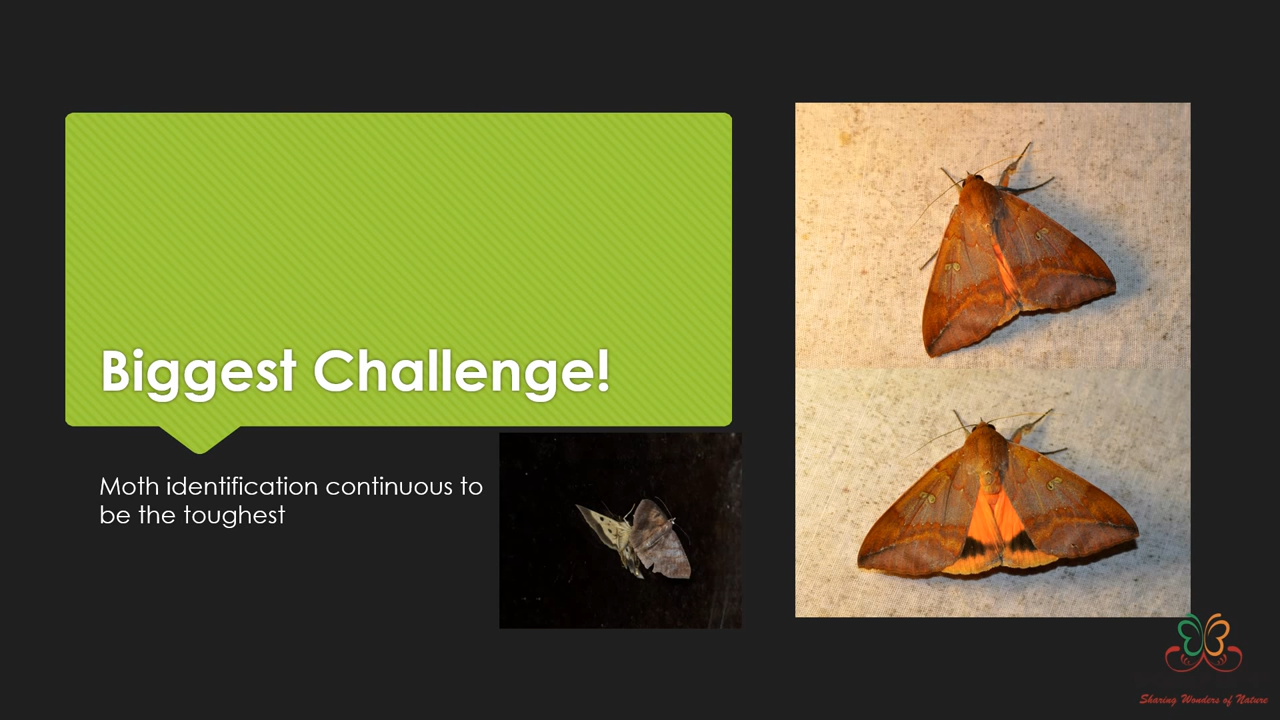 Biggest Challenge!
Moth identification continuous to
be the toughest
Sharing Wonders of Nature